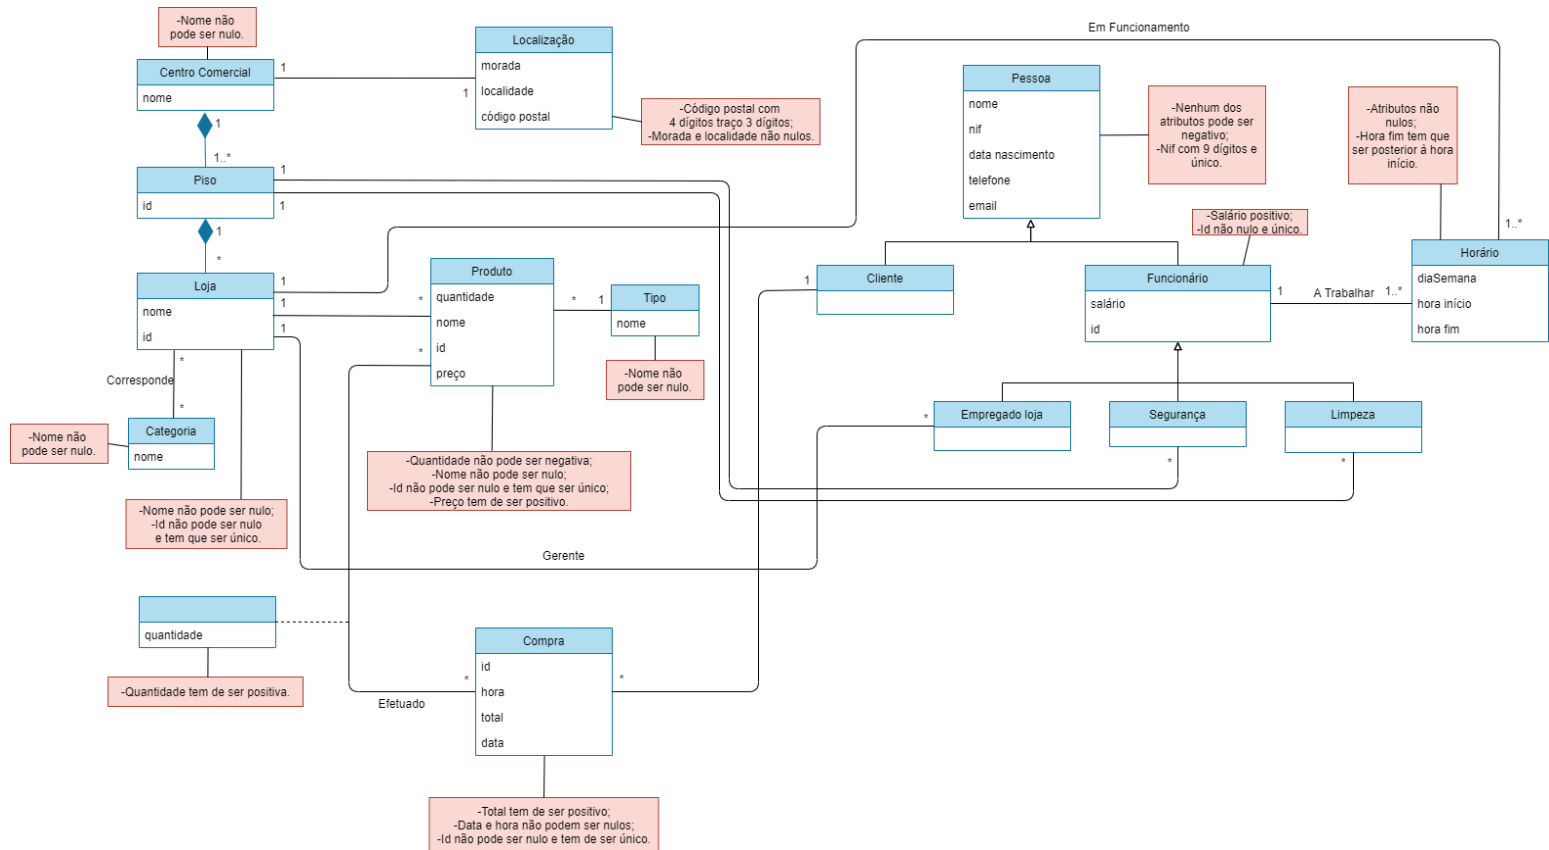 -Nome não
pode ser nulo.
Centro Comercial
nome
1
1
Localização
morada
localidade
código postal
-Código postal com
4 dígitos traço 3 dígitos;
-Morada e localidade não nulos.
Em Funcionamento
Pessoa
nome
nif
data nascimento
telefone
email
-Nenhum dos
atributos pode ser
negativo;
-Nif com 9 dígitos e
único.
-Atributos não
nulos;
-Hora fim tem que
ser posterior à hora
início.
1
1..*
Piso
id
1
1
1
*
-Salário positivo;
-Id não nulo e único.
1..*
Loja
nome
id
1
1
1
Produto
quantidade
nome
id
preço
*
*
*
1
Tipo
nome
-Nome não
pode ser nulo.
1
Cliente
Funcionário
salário
id
1
A Trabalhar
1..*
Horário
diaSemana
hora início
hora fim
*
Corresponde
*
Categoria
nome
-Nome não
pode ser nulo.
*
Empregado loja
Segurança
Limpeza
*
*
-Quantidade não pode ser negativa;
-Nome não pode ser nulo;
-Id não pode ser nulo e tem que ser único;
-Preço tem de ser positivo.
-Nome não pode ser nulo;
-Id não pode ser nulo
e tem que ser único.
Gerente
quantidade
-Quantidade tem de ser positiva.
Efetuado
*
Compra
id
hora
total
data
*
-Total tem de ser positivo;
-Data e hora não podem ser nulos;
-Id não pode ser nulo e tem de ser único.